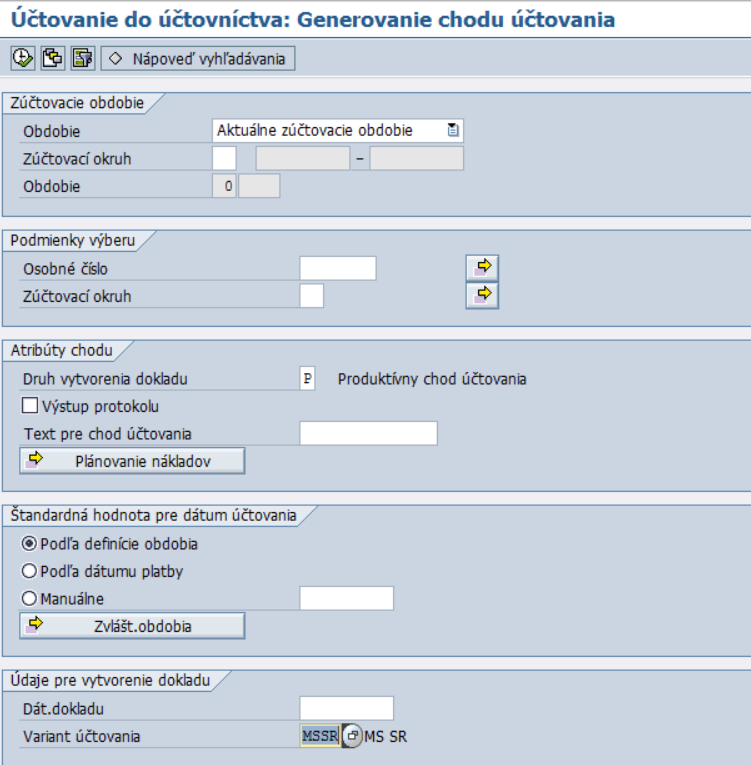 Účtovanie do účtovníctva: Generovanie chodu účtovania
Nápoveď vyhľadávania
Zúčtovacie obdobie
Obdobie Aktuálne zúčtovacie obdobie
Zúčtovací okruh –
Obdobie 0
Podmienky výberu
Osobné číslo
Zúčtovací okruh
Atribúty chodu
Druh vytvorenia dokladu P Produktívny chod účtovania
Výstup protokolu
Text pre chod účtovania
Plánovanie nákladov
Štandardná hodnota pre dátum účtovania
Podľa definície obdobia
Podľa dátumu platby
Manuálne
Zvlášt.obdobia
Údaje pre vytvorenie dokladu
Dát.dokladu
Variant účtovania MSSR MS SR